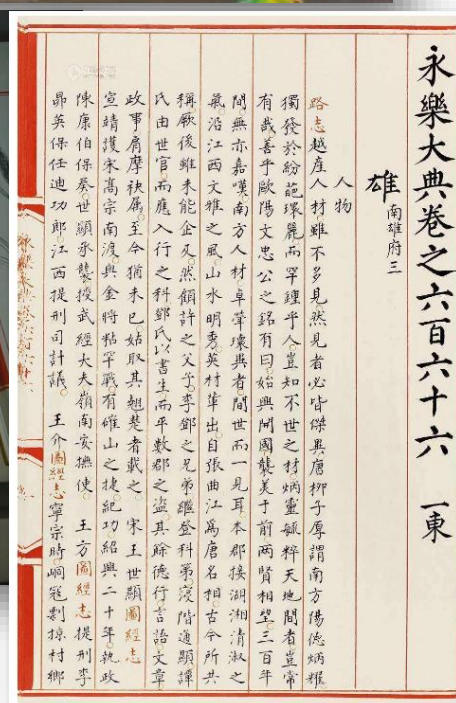 永樂大典卷之六百六十六 一東
雄 南雄府三
人物
路志越產人材雖不多見然見者必皆傑異唐柳子厚謂南方陽德炳耀
獨發於紛葩瓌麗而罕鍾乎人豈知不世之材炳靈毓粹天地間者豈常
有哉善乎歐陽文忠公之銘有曰始興開國襲美于前兩賢相望三百年
間無亦嘉嘆南方人材卓犖瓌異者間世而一見耳本郡接湖湘清淑之
氣沿江西文雅之風山水明秀英材輩出自張曲江爲唐名相古今所共
稱厥後雖未能企及然頗許之父子李鄧之兄弟繼登科第寖階通顯譚
氏由世官而應入行之科鄧氏以書生而平數郡之盜其餘德行言語文章
政事肩摩袂屬至今猶未已姑取其翹楚者載之 宋王世顯圖經志
宣靖護宋高宗南渡與金將粘罕戰有確山之捷紀功紹興二十年執政
陳康伯保奏世顯承襲授武經大夫嶺南安撫使 王方圖經志提刑李
昴英保任迪功郎江西提刑司計議 王介圖經志寧宗時峒寇剽掠村鄉